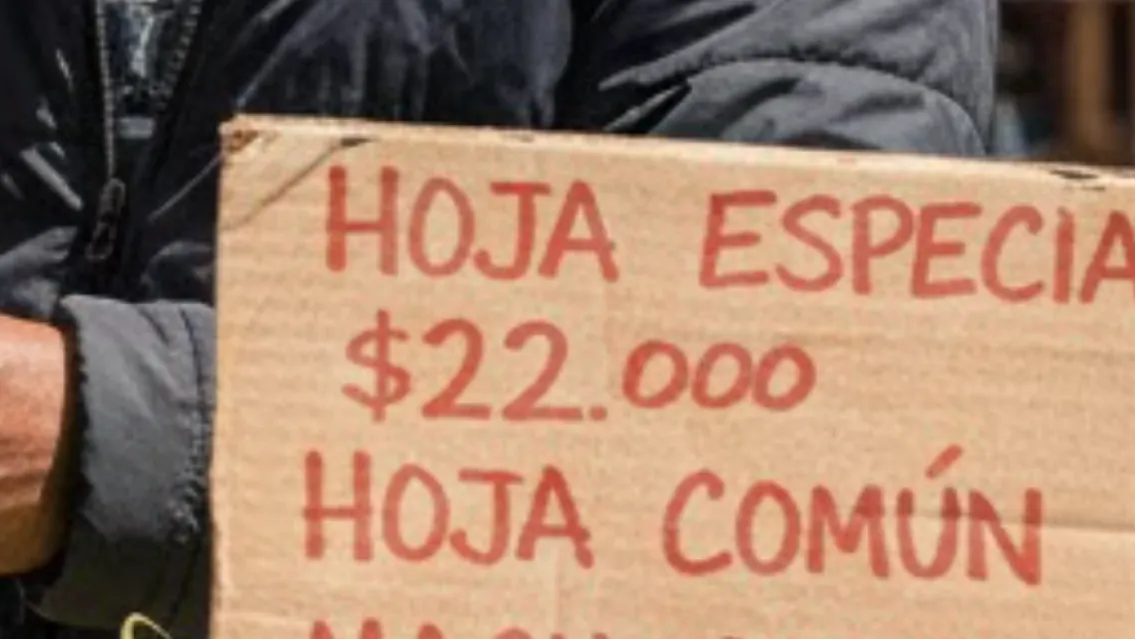 HOJA ESPECIA
$22.000
HOJA COMÚN